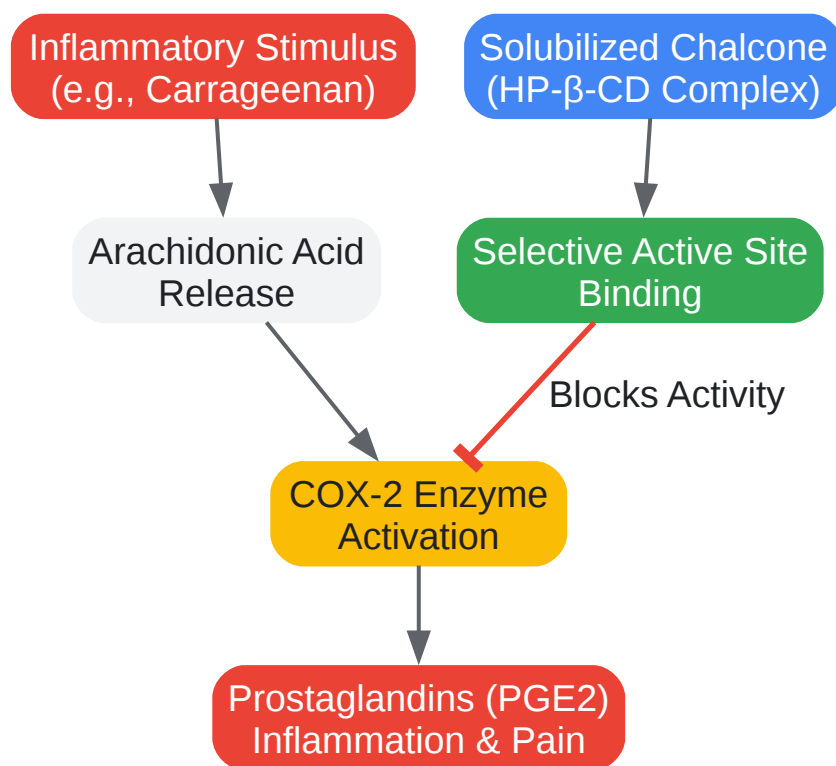 Inflammatory Stimulus
(e.g., Carrageenan)
Solubilized Chalcone
(HP-β-CD Complex)
Arachidonic Acid
Release
Selective Active Site
Binding
Blocks Activity
COX-2 Enzyme
Activation
Prostaglandins (PGE2)
Inflammation & Pain